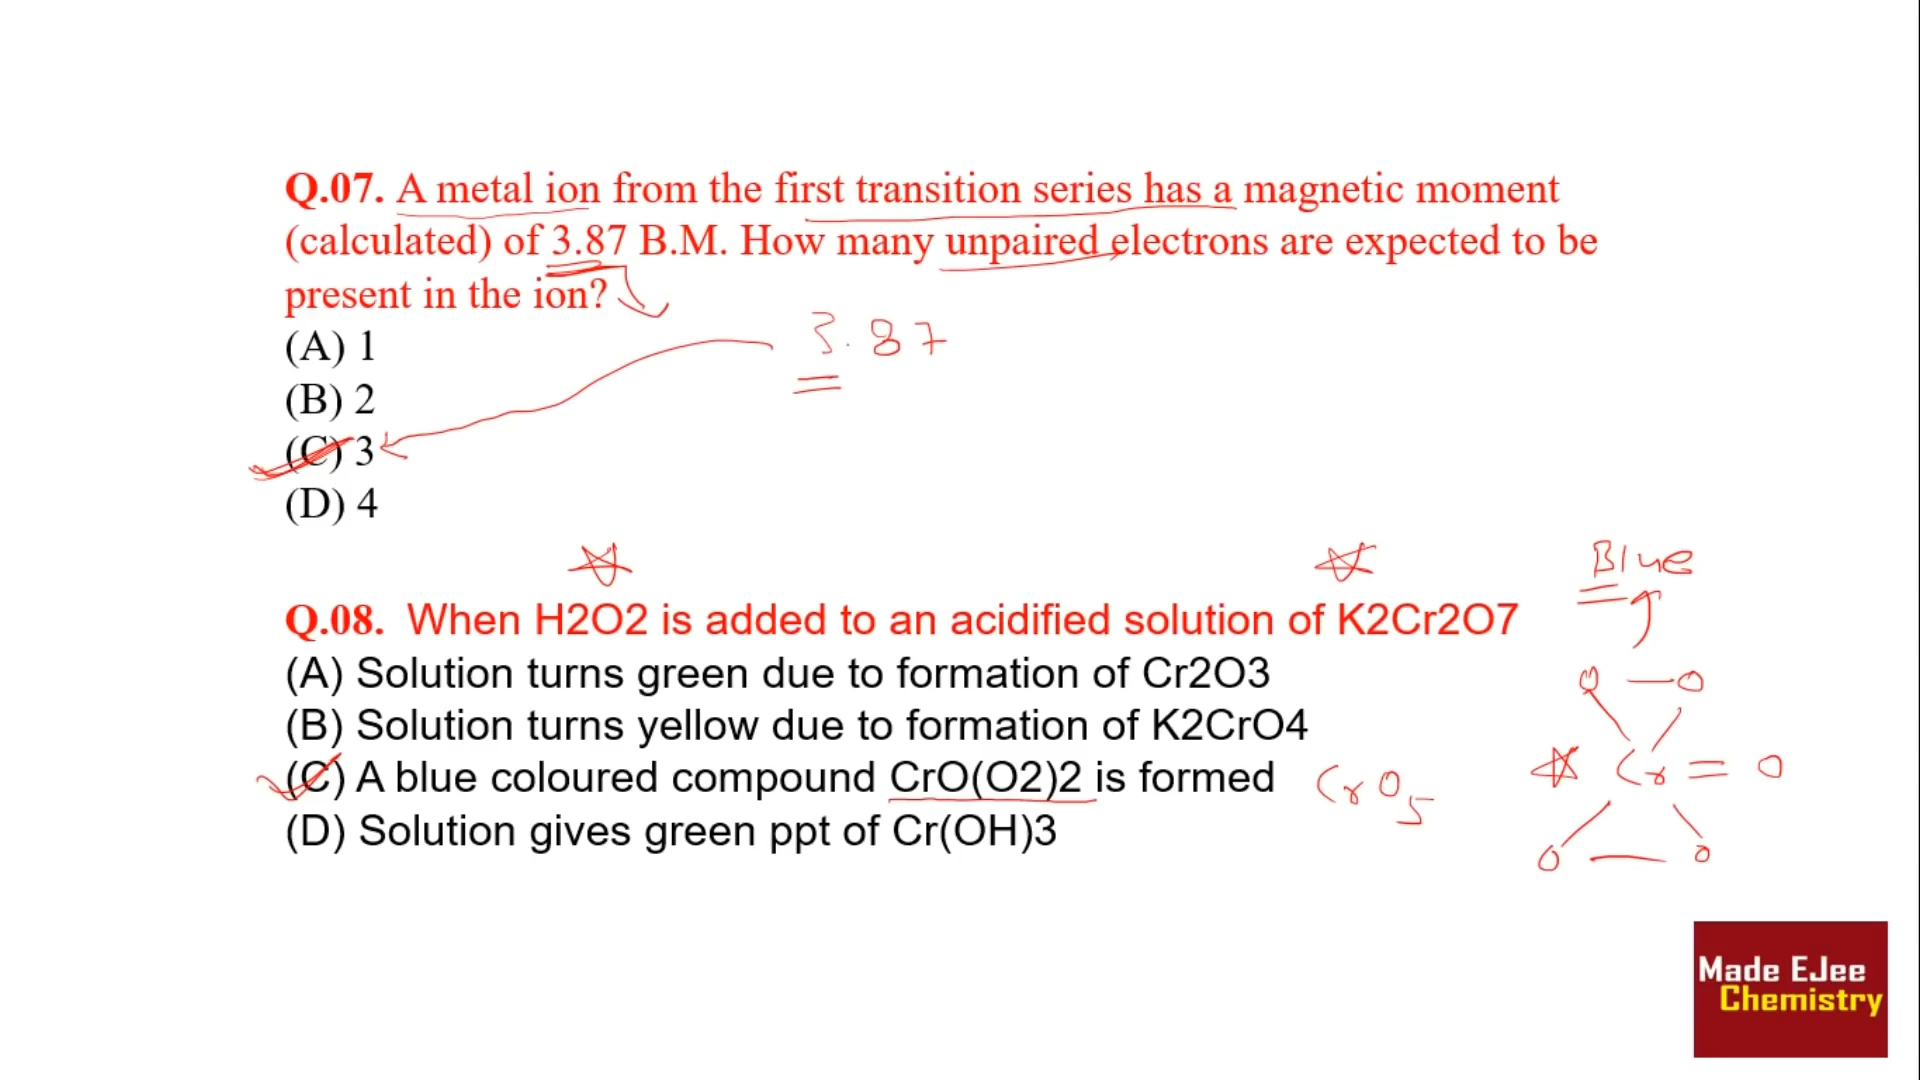 Q.07. A metal ion from the first transition series has a magnetic moment
(calculated) of 3.87 B.M. How many unpaired electrons are expected to be
present in the ion?
(A) 1
3.87
(B) 2
(C) 3
(D) 4
Blue
Q.08. When H2O2 is added to an acidified solution of K2Cr2O7
(A) Solution turns green due to formation of Cr2O3
O — O
(B) Solution turns yellow due to formation of K2CrO4
(C) A blue coloured compound CrO(O2)2 is formed
CrO5
Cr = O
(D) Solution gives green ppt of Cr(OH)3
O — O
Made EJee
Chemistry